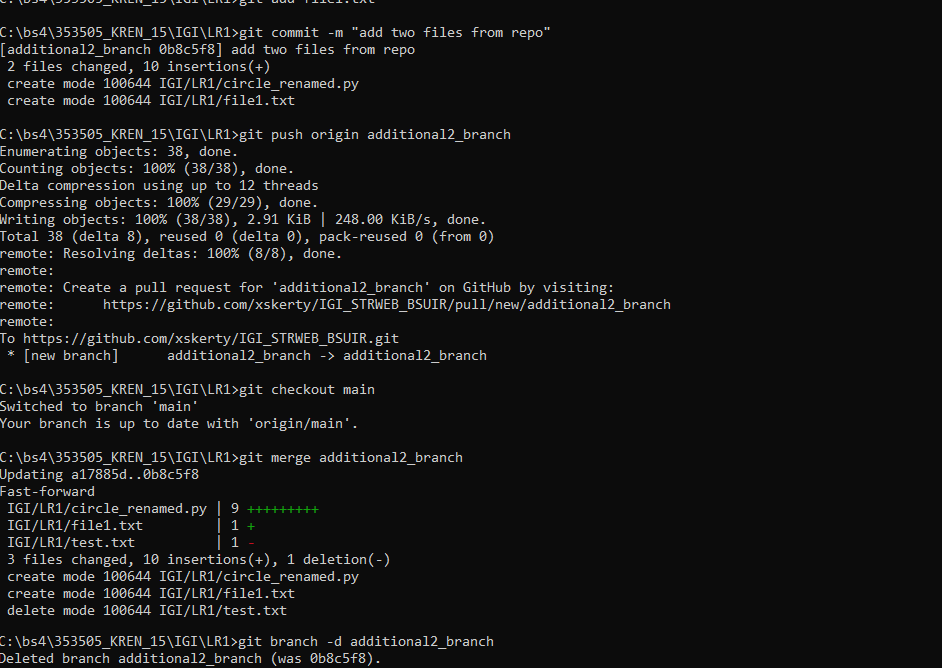 C:\bs4\353505_KREN_15\IGI\LR1>git add file1.txt
C:\bs4\353505_KREN_15\IGI\LR1>git commit -m "add two files from repo"
[additional2_branch 0b8c5f8] add two files from repo
 2 files changed, 10 insertions(+)
 create mode 100644 IGI/LR1/circle_renamed.py
 create mode 100644 IGI/LR1/file1.txt
C:\bs4\353505_KREN_15\IGI\LR1>git push origin additional2_branch
Enumerating objects: 38, done.
Counting objects: 100% (38/38), done.
Delta compression using up to 12 threads
Compressing objects: 100% (29/29), done.
Writing objects: 100% (38/38), 2.91 KiB | 248.00 KiB/s, done.
Total 38 (delta 8), reused 0 (delta 0), pack-reused 0 (from 0)
remote: Resolving deltas: 100% (8/8), done.
remote:
remote: Create a pull request for 'additional2_branch' on GitHub by visiting:
remote:      https://github.com/xskerty/IGI_STRWEB_BSUIR/pull/new/additional2_branch
remote:
To https://github.com/xskerty/IGI_STRWEB_BSUIR.git
 * [new branch]      additional2_branch -> additional2_branch
C:\bs4\353505_KREN_15\IGI\LR1>git checkout main
Switched to branch 'main'
Your branch is up to date with 'origin/main'.
C:\bs4\353505_KREN_15\IGI\LR1>git merge additional2_branch
Updating a17885d..0b8c5f8
Fast-forward
 IGI/LR1/circle_renamed.py | 9 +++++++++
 IGI/LR1/file1.txt         | 1 +
 IGI/LR1/test.txt          | 1 -
 3 files changed, 10 insertions(+), 1 deletion(-)
 create mode 100644 IGI/LR1/circle_renamed.py
 create mode 100644 IGI/LR1/file1.txt
 delete mode 100644 IGI/LR1/test.txt
C:\bs4\353505_KREN_15\IGI\LR1>git branch -d additional2_branch
Deleted branch additional2_branch (was 0b8c5f8).